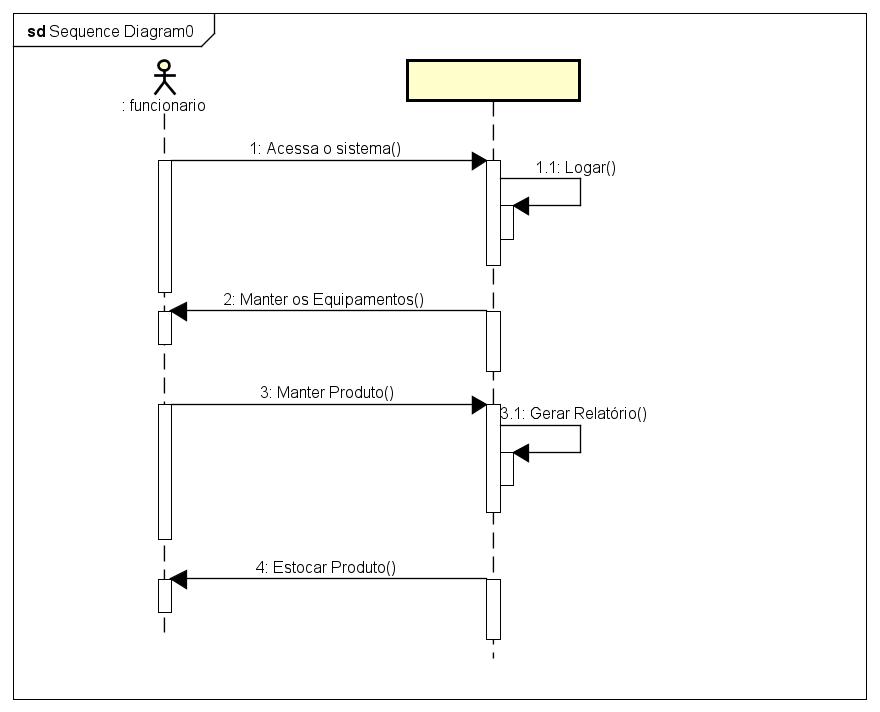 sd Sequence Diagram0
: funcionario
1: Acessa o sistema()
1.1: Logar()
2: Manter os Equipamentos()
3: Manter Produto()
3.1: Gerar Relatório()
4: Estocar Produto()